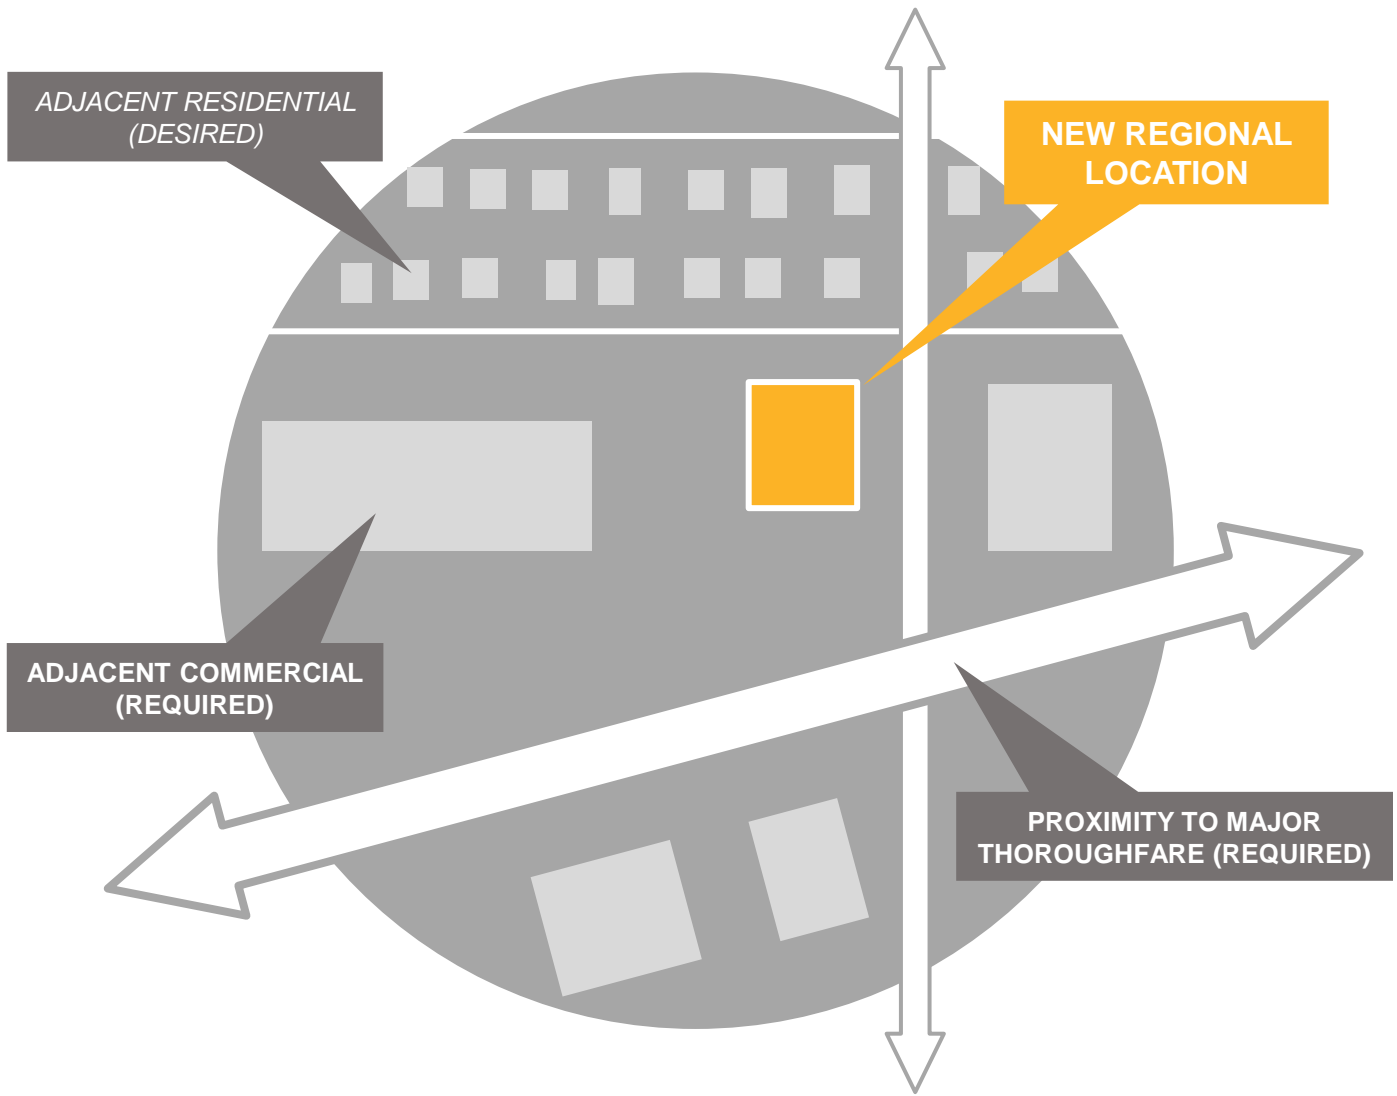 ADJACENT RESIDENTIAL
(DESIRED)
NEW REGIONAL
LOCATION
ADJACENT COMMERCIAL
(REQUIRED)
PROXIMITY TO MAJOR
THOROUGHFARE (REQUIRED)